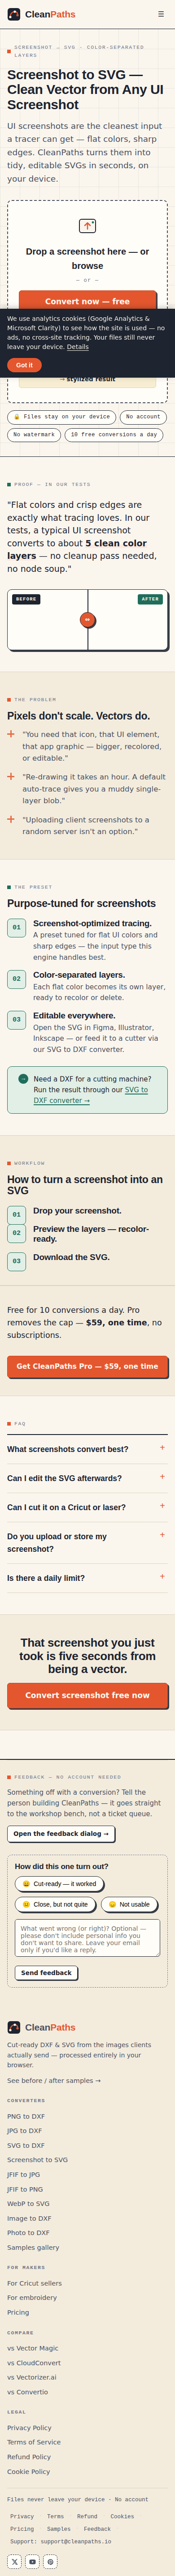 CleanPaths
☰
SCREENSHOT → SVG · COLOR-SEPARATED
LAYERS
Screenshot to SVG —
Clean Vector from Any UI
Screenshot
UI screenshots are the cleanest input
a tracer can get — flat colors, sharp
edges. CleanPaths turns them into
tidy, editable SVGs in seconds, on
your device.
Drop a screenshot here — or
browse
— or —
Convert now — free
We use analytics cookies (Google Analytics &
Microsoft Clarity) to see how the site is used — no
ads, no cross-site tracking. Your files still never
leave your device. Details
Got it
→ stylized result
🔒 Files stay on your device
No account
No watermark
10 free conversions a day
PROOF — IN OUR TESTS
"Flat colors and crisp edges are
exactly what tracing loves. In our
tests, a typical UI screenshot
converts to about 5 clean color
layers — no cleanup pass needed,
no node soup."
BEFORE
AFTER
THE PROBLEM
Pixels don't scale. Vectors do.
"You need that icon, that UI element,
that app graphic — bigger, recolored,
or editable."
"Re-drawing it takes an hour. A default
auto-trace gives you a muddy single-
layer blob."
"Uploading client screenshots to a
random server isn't an option."
THE PRESET
Purpose-tuned for screenshots
01
Screenshot-optimized tracing.
A preset tuned for flat UI colors and
sharp edges — the input type this
engine handles best.
02
Color-separated layers.
Each flat color becomes its own layer,
ready to recolor or delete.
03
Editable everywhere.
Open the SVG in Figma, Illustrator,
Inkscape — or feed it to a cutter via
our SVG to DXF converter.
Need a DXF for a cutting machine?
Run the result through our SVG to
DXF converter →
WORKFLOW
How to turn a screenshot into an
SVG
01
Drop your screenshot.
02
Preview the layers — recolor-
ready.
03
Download the SVG.
Free for 10 conversions a day. Pro
removes the cap — $59, one time, no
subscriptions.
Get CleanPaths Pro — $59, one time
FAQ
What screenshots convert best?
+
Can I edit the SVG afterwards?
+
Can I cut it on a Cricut or laser?
+
Do you upload or store my
screenshot?
+
Is there a daily limit?
+
That screenshot you just
took is five seconds from
being a vector.
Convert screenshot free now
FEEDBACK — NO ACCOUNT NEEDED
Something off with a conversion? Tell the
person building CleanPaths — it goes straight
to the workshop bench, not a ticket queue.
Open the feedback dialog →
How did this one turn out?
Cut-ready — it worked
Close, but not quite
Not usable
What went wrong (or right)? Optional —
please don't include personal info you
don't want to share. Leave your email
only if you'd like a reply.
Send feedback
CleanPaths
Cut-ready DXF & SVG from the images clients
actually send — processed entirely in your
browser.
See before / after samples →
CONVERTERS
PNG to DXF
JPG to DXF
SVG to DXF
Screenshot to SVG
JFIF to JPG
JFIF to PNG
WebP to SVG
Image to DXF
Photo to DXF
Samples gallery
FOR MAKERS
For Cricut sellers
For embroidery
Pricing
COMPARE
vs Vector Magic
vs CloudConvert
vs Vectorizer.ai
vs Convertio
LEGAL
Privacy Policy
Terms of Service
Refund Policy
Cookie Policy
Files never leave your device · No account
Privacy Terms Refund Cookies
Pricing Samples Feedback
Support: support@cleanpaths.io